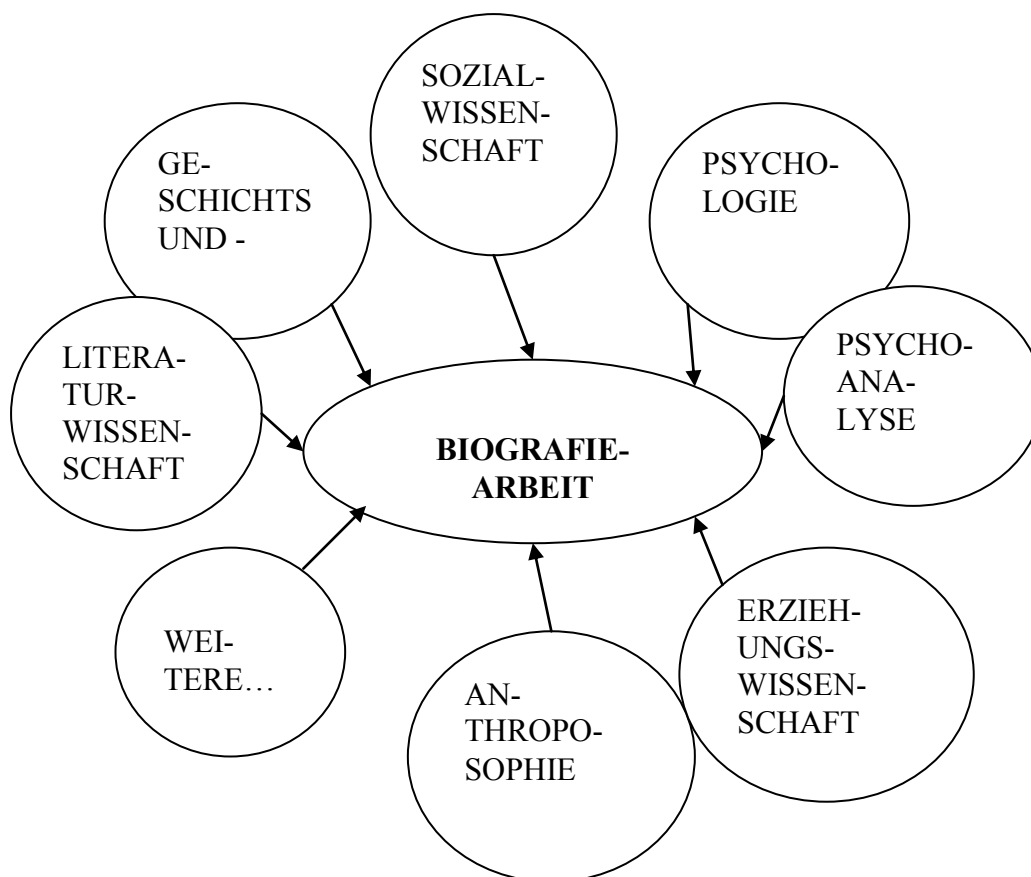 SOZIAL-
WISSEN-
SCHAFT
GE-
SCHICHTS
UND -
PSYCHO-
LOGIE
LITERA-
TUR-
WISSEN-
SCHAFT
PSYCHO-
ANA-
LYSE
BIOGRAFIE-
ARBEIT
WEI-
TERE…
AN-
THROPO-
SOPHIE
ERZIEH-
UNGS-
WISSEN-
SCHAFT